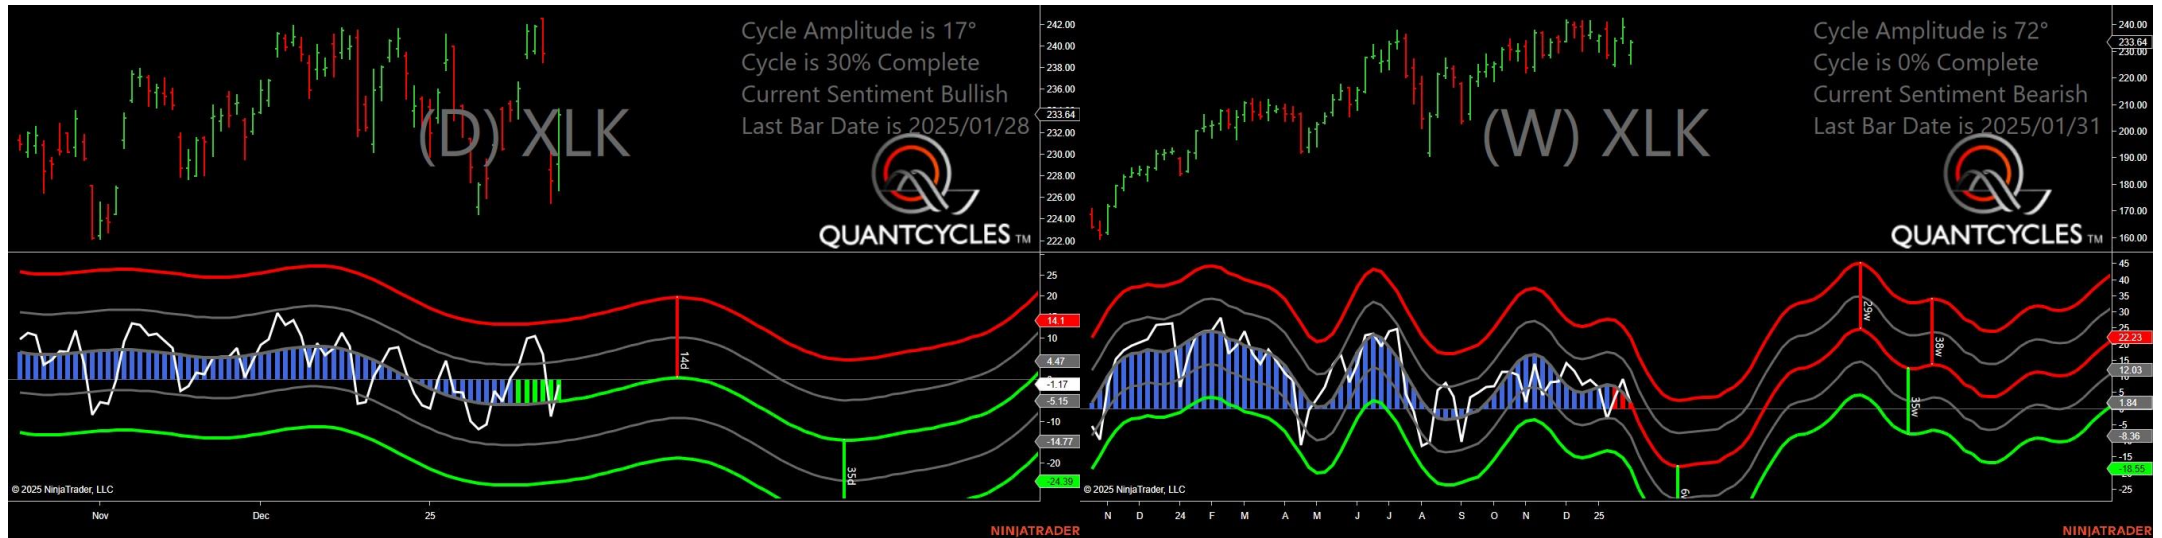 Cycle Amplitude is 17°
Cycle is 30% Complete
Current Sentiment Bullish
Last Bar Date is 2025/01/28
(D) XLK
QUANTCYCLES TM
242.00
240.00
238.00
236.00
233.64
232.00
230.00
228.00
226.00
224.00
222.00
25
20
14.1
10
4.47
-1.17
-5.15
-10
-14.77
-20
-24.39
14d
35d
© 2025 NinjaTrader, LLC
Nov
Dec
25
NINJATRADER
Cycle Amplitude is 72°
Cycle is 0% Complete
Current Sentiment Bearish
Last Bar Date is 2025/01/31
(W) XLK
QUANTCYCLES TM
240.00
233.64
230.00
220.00
210.00
200.00
190.00
180.00
170.00
160.00
45
40
35
30
25
22.23
20
15
12.03
5
1.84
-8.36
-15
-18.55
-25
29w
38w
35w
© 2025 NinjaTrader, LLC
N D 24 F M A M J J A S O N D 25
NINJATRADER